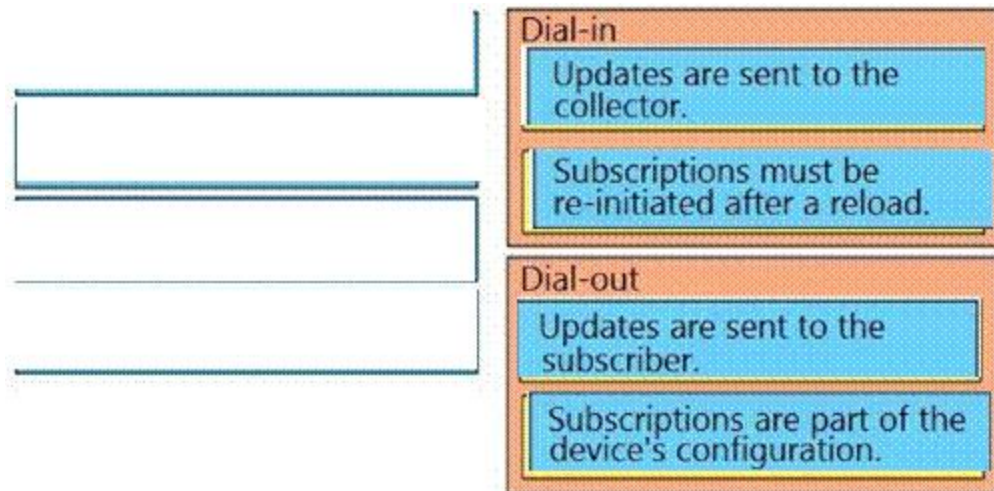 Dial-in
Updates are sent to the
collector.
Subscriptions must be
re-initiated after a reload.
Dial-out
Updates are sent to the
subscriber.
Subscriptions are part of the
device's configuration.